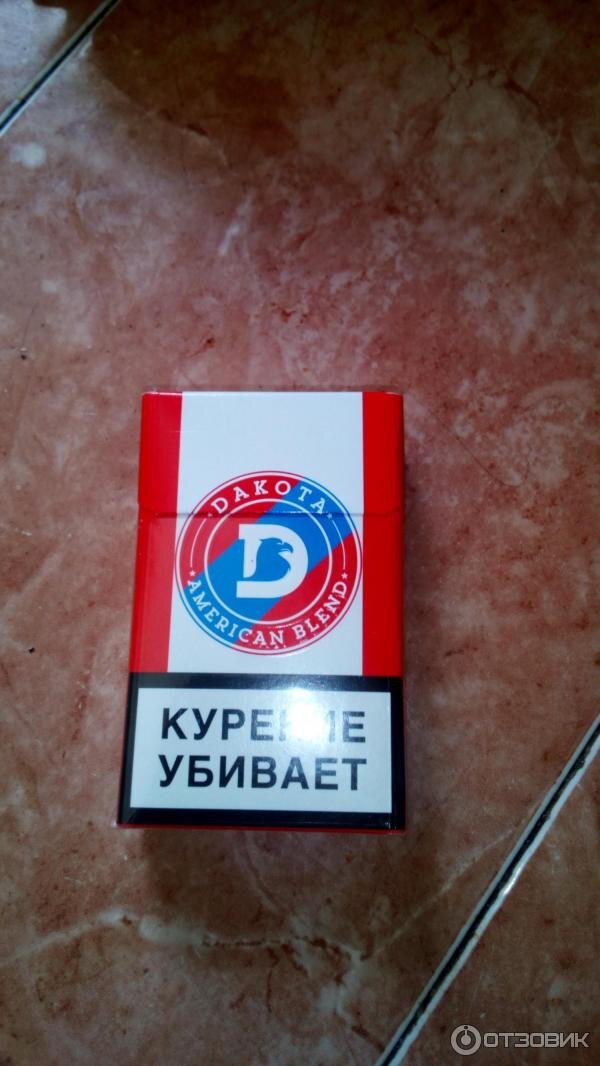 DAKOTA
D
AMERICAN BLEND
КУРЕНИЕ
УБИВАЕТ
ОТЗОВИК